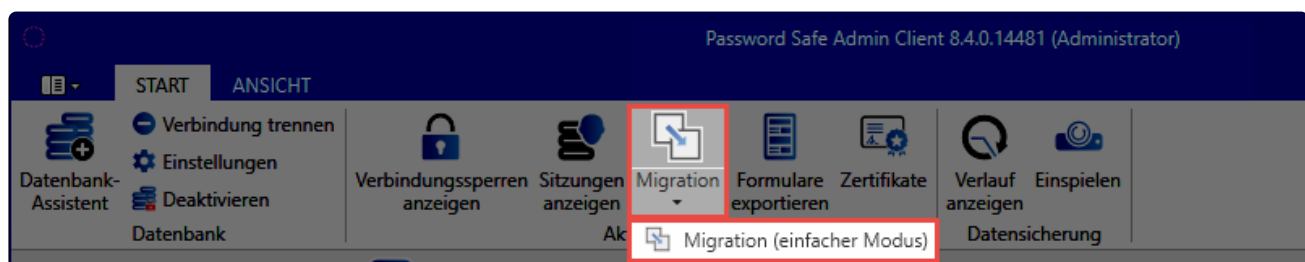 Password Safe Admin Client 8.4.0.14481 (Administrator)
START ANSICHT
Datenbank-
Assistent
Verbindung trennen
Einstellungen
Deaktivieren
Datenbank
Verbindungssperren
anzeigen
Sitzungen
anzeigen
Migration
Formulare
exportieren
Zertifikate
Ak
Verlauf
anzeigen
Einspielen
Datensicherung
Migration (einfacher Modus)